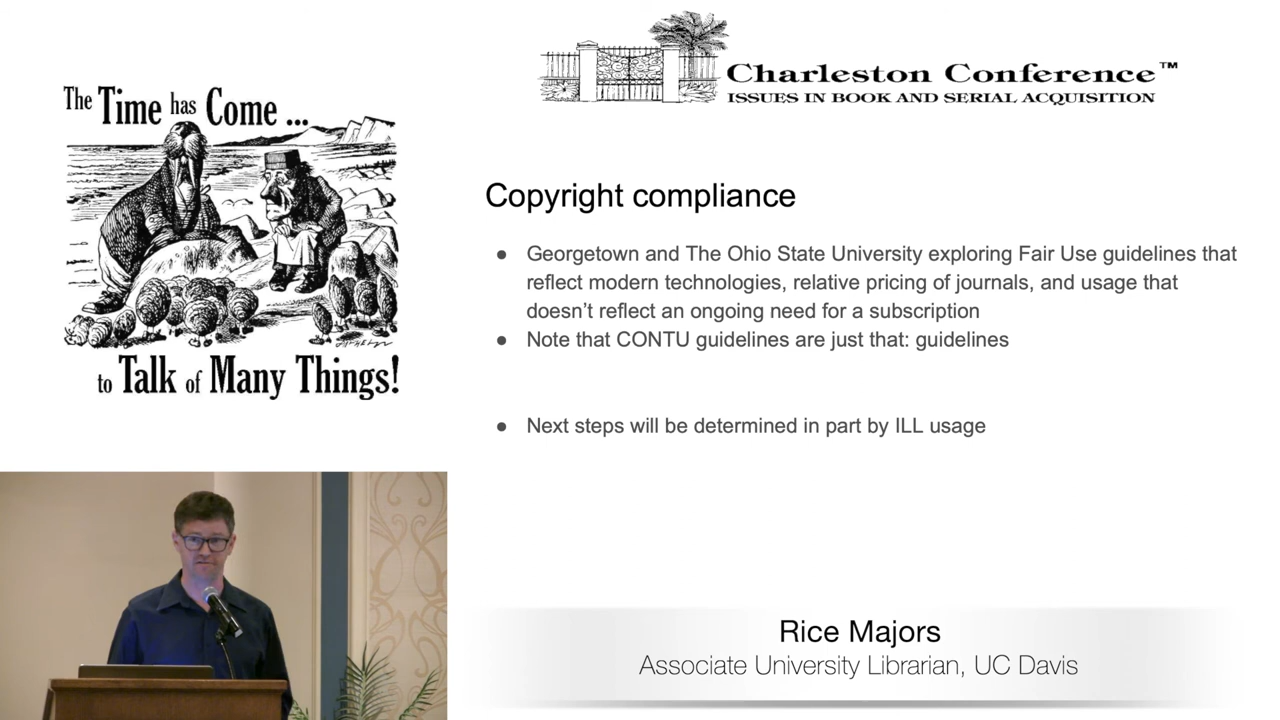 The Time has Come ...
to Talk of Many Things!
Charleston Conference™
ISSUES IN BOOK AND SERIAL ACQUISITION
Copyright compliance
● Georgetown and The Ohio State University exploring Fair Use guidelines that
reflect modern technologies, relative pricing of journals, and usage that
doesn’t reflect an ongoing need for a subscription
● Note that CONTU guidelines are just that: guidelines
● Next steps will be determined in part by ILL usage
Rice Majors
Associate University Librarian, UC Davis